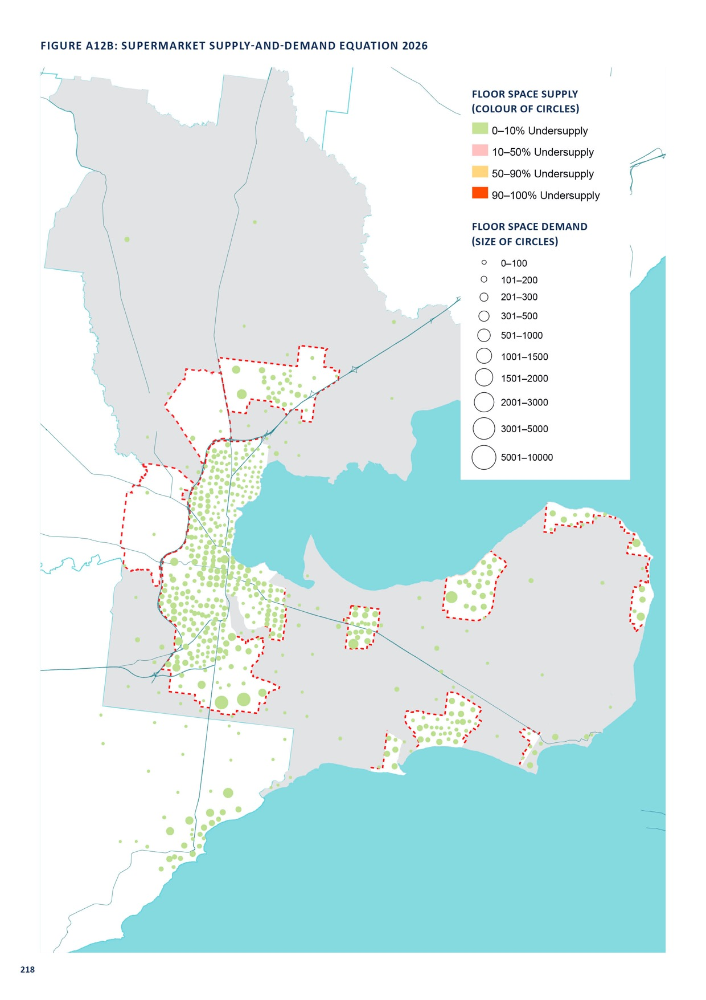 FIGURE A12B: SUPERMARKET SUPPLY-AND-DEMAND EQUATION 2026
FLOOR SPACE SUPPLY
(COLOUR OF CIRCLES)
0–10% Undersupply
10–50% Undersupply
50–90% Undersupply
90–100% Undersupply
FLOOR SPACE DEMAND
(SIZE OF CIRCLES)
0–100
101–200
201–300
301–500
501–1000
1001–1500
1501–2000
2001–3000
3001–5000
5001–10000
218